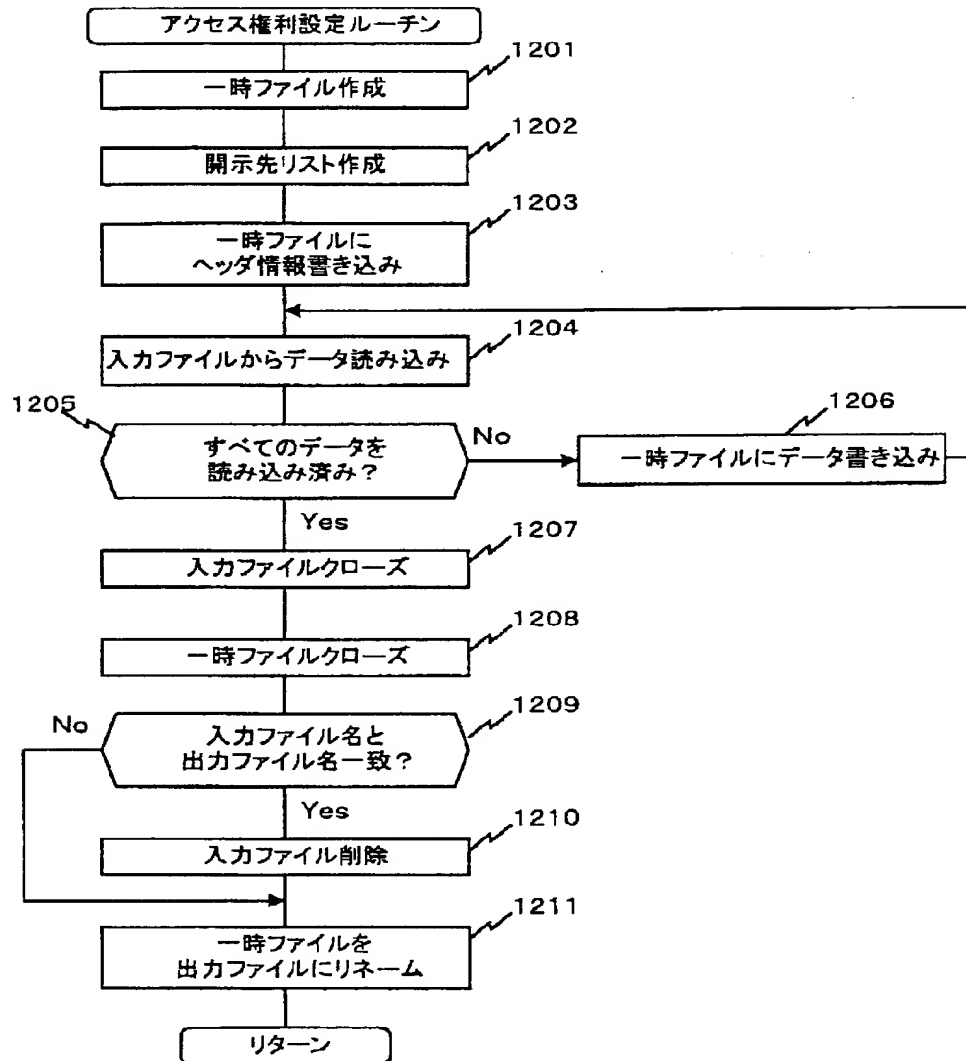 アクセス権利設定ルーチン
1201
一時ファイル作成
1202
開示先リスト作成
1203
一時ファイルに
ヘッダ情報書き込み
1204
入力ファイルからデータ読み込み
1205
すべてのデータを
読み込み済み？
No
1206
一時ファイルにデータ書き込み
Yes
1207
入力ファイルクローズ
1208
一時ファイルクローズ
1209
No
入力ファイル名と
出力ファイル名一致？
Yes
1210
入力ファイル削除
1211
一時ファイルを
出力ファイルにリネーム
リターン